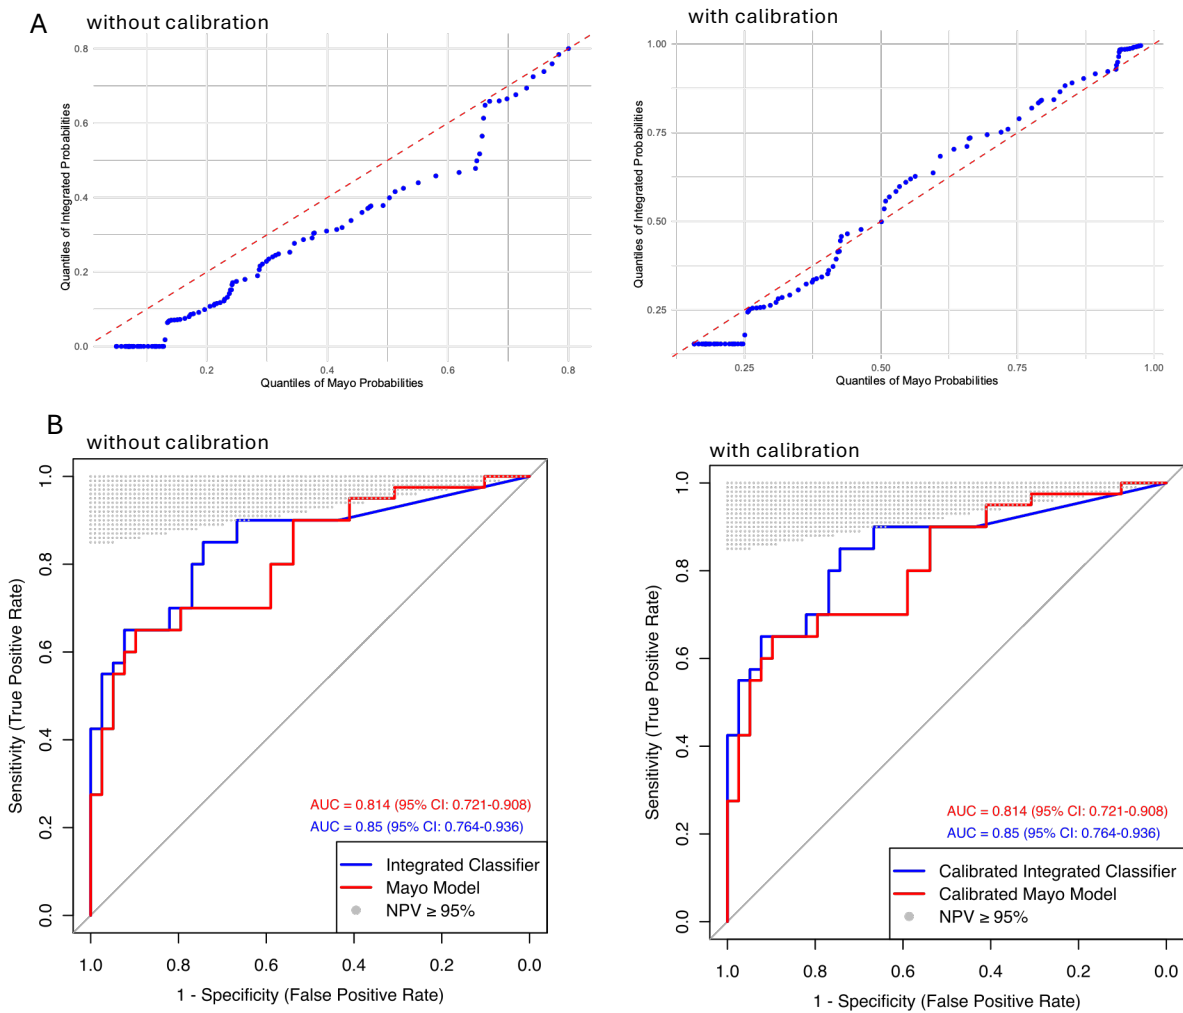 A
without calibration
0.8
0.6
0.4
0.2
0.0
Quantiles of Integrated Probabilities
0.2
0.4
0.6
0.8
Quantiles of Mayo Probabilities
with calibration
1.00
0.75
0.50
0.25
Quantiles of Integrated Probabilities
0.25
0.50
0.75
1.00
Quantiles of Mayo Probabilities
B
without calibration
1.0
0.8
0.6
0.4
0.2
0.0
Sensitivity (True Positive Rate)
AUC = 0.814 (95% CI: 0.721-0.908)
AUC = 0.85 (95% CI: 0.764-0.936)
Integrated Classifier
Mayo Model
NPV ≥ 95%
1.0
0.8
0.6
0.4
0.2
0.0
1 - Specificity (False Positive Rate)
with calibration
1.0
0.8
0.6
0.4
0.2
0.0
Sensitivity (True Positive Rate)
AUC = 0.814 (95% CI: 0.721-0.908)
AUC = 0.85 (95% CI: 0.764-0.936)
Calibrated Integrated Classifier
Calibrated Mayo Model
NPV ≥ 95%
1.0
0.8
0.6
0.4
0.2
0.0
1 - Specificity (False Positive Rate)